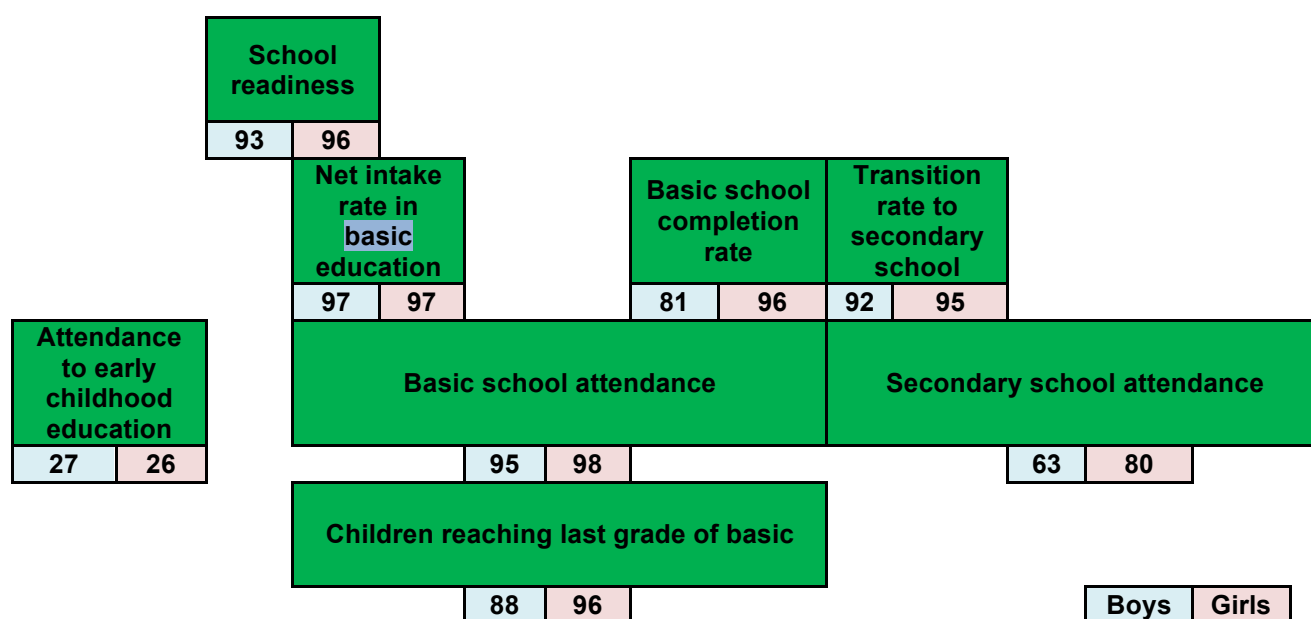 School
readiness
93 96
Net intake
rate in
basic
education
97 97
Basic school
completion
rate
81 96
Transition
rate to
secondary
school
92 95
Attendance
to early
childhood
education
27 26
Basic school attendance
95 98
Secondary school attendance
63 80
Children reaching last grade of basic
88 96
Boys Girls